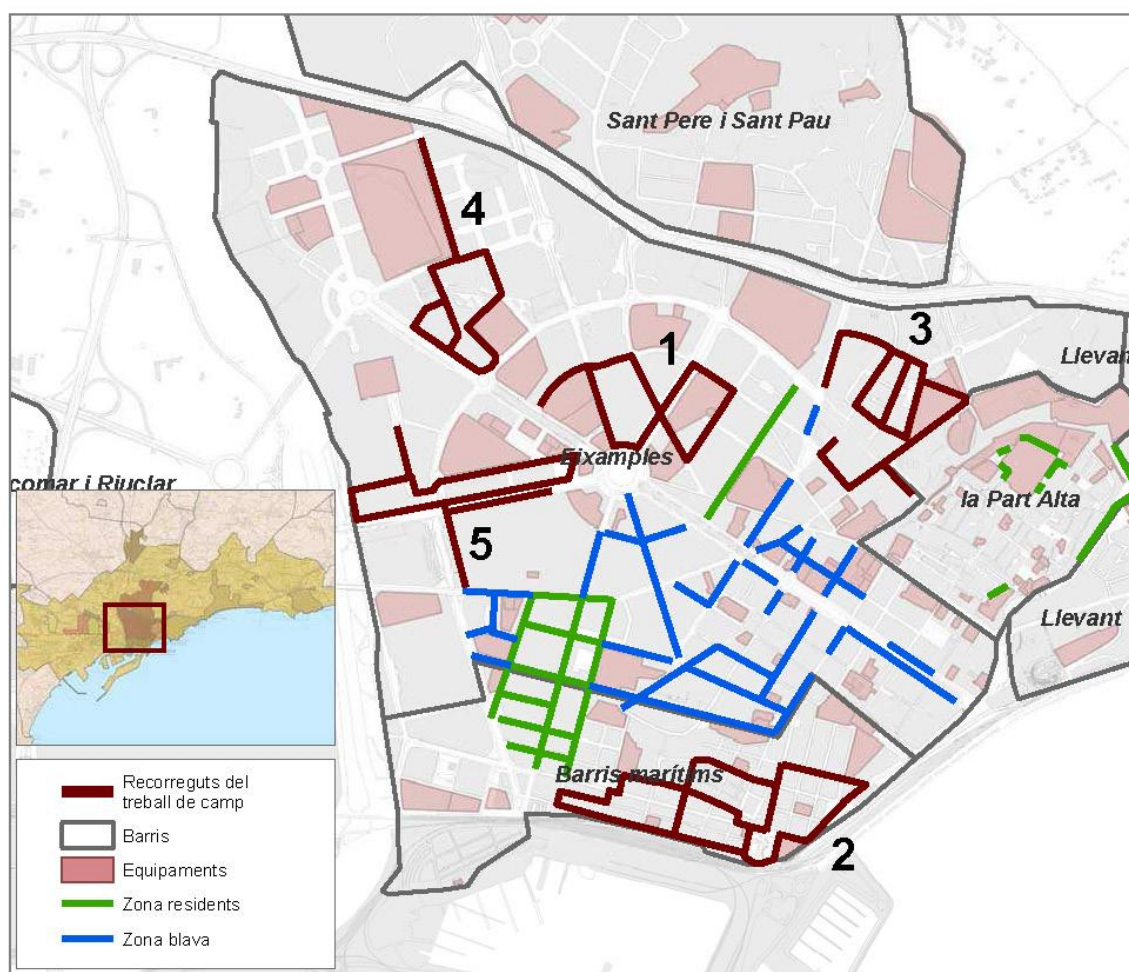 Sant Pere i Sant Pau
4
3
1
Llevan
Eixamples
comar i Riuclar
la Part Alta
5
Llevant
Barris marítims
2
Recorreguts del
treball de camp
Barris
Equipaments
Zona residents
Zona blava